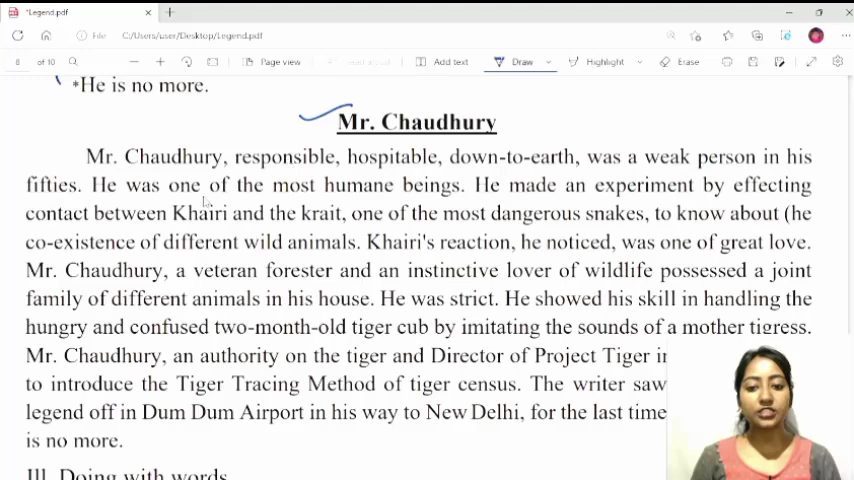 *Legend.pdf
File
C:/Users/user/Desktop/Legend.pdf
8 of 10 Page view Add text Draw Highlight Erase
*He is no more.
Mr. Chaudhury
Mr. Chaudhury, responsible, hospitable, down-to-earth, was a weak person in his
fifties. He was one of the most humane beings. He made an experiment by effecting
contact between Khairi and the krait, one of the most dangerous snakes, to know about (he
co-existence of different wild animals. Khairi's reaction, he noticed, was one of great love.
Mr. Chaudhury, a veteran forester and an instinctive lover of wildlife possessed a joint
family of different animals in his house. He was strict. He showed his skill in handling the
hungry and confused two-month-old tiger cub by imitating the sounds of a mother tigress.
Mr. Chaudhury, an authority on the tiger and Director of Project Tiger in
to introduce the Tiger Tracing Method of tiger census. The writer saw
legend off in Dum Dum Airport in his way to New Delhi, for the last time
is no more.
III. Doing with words